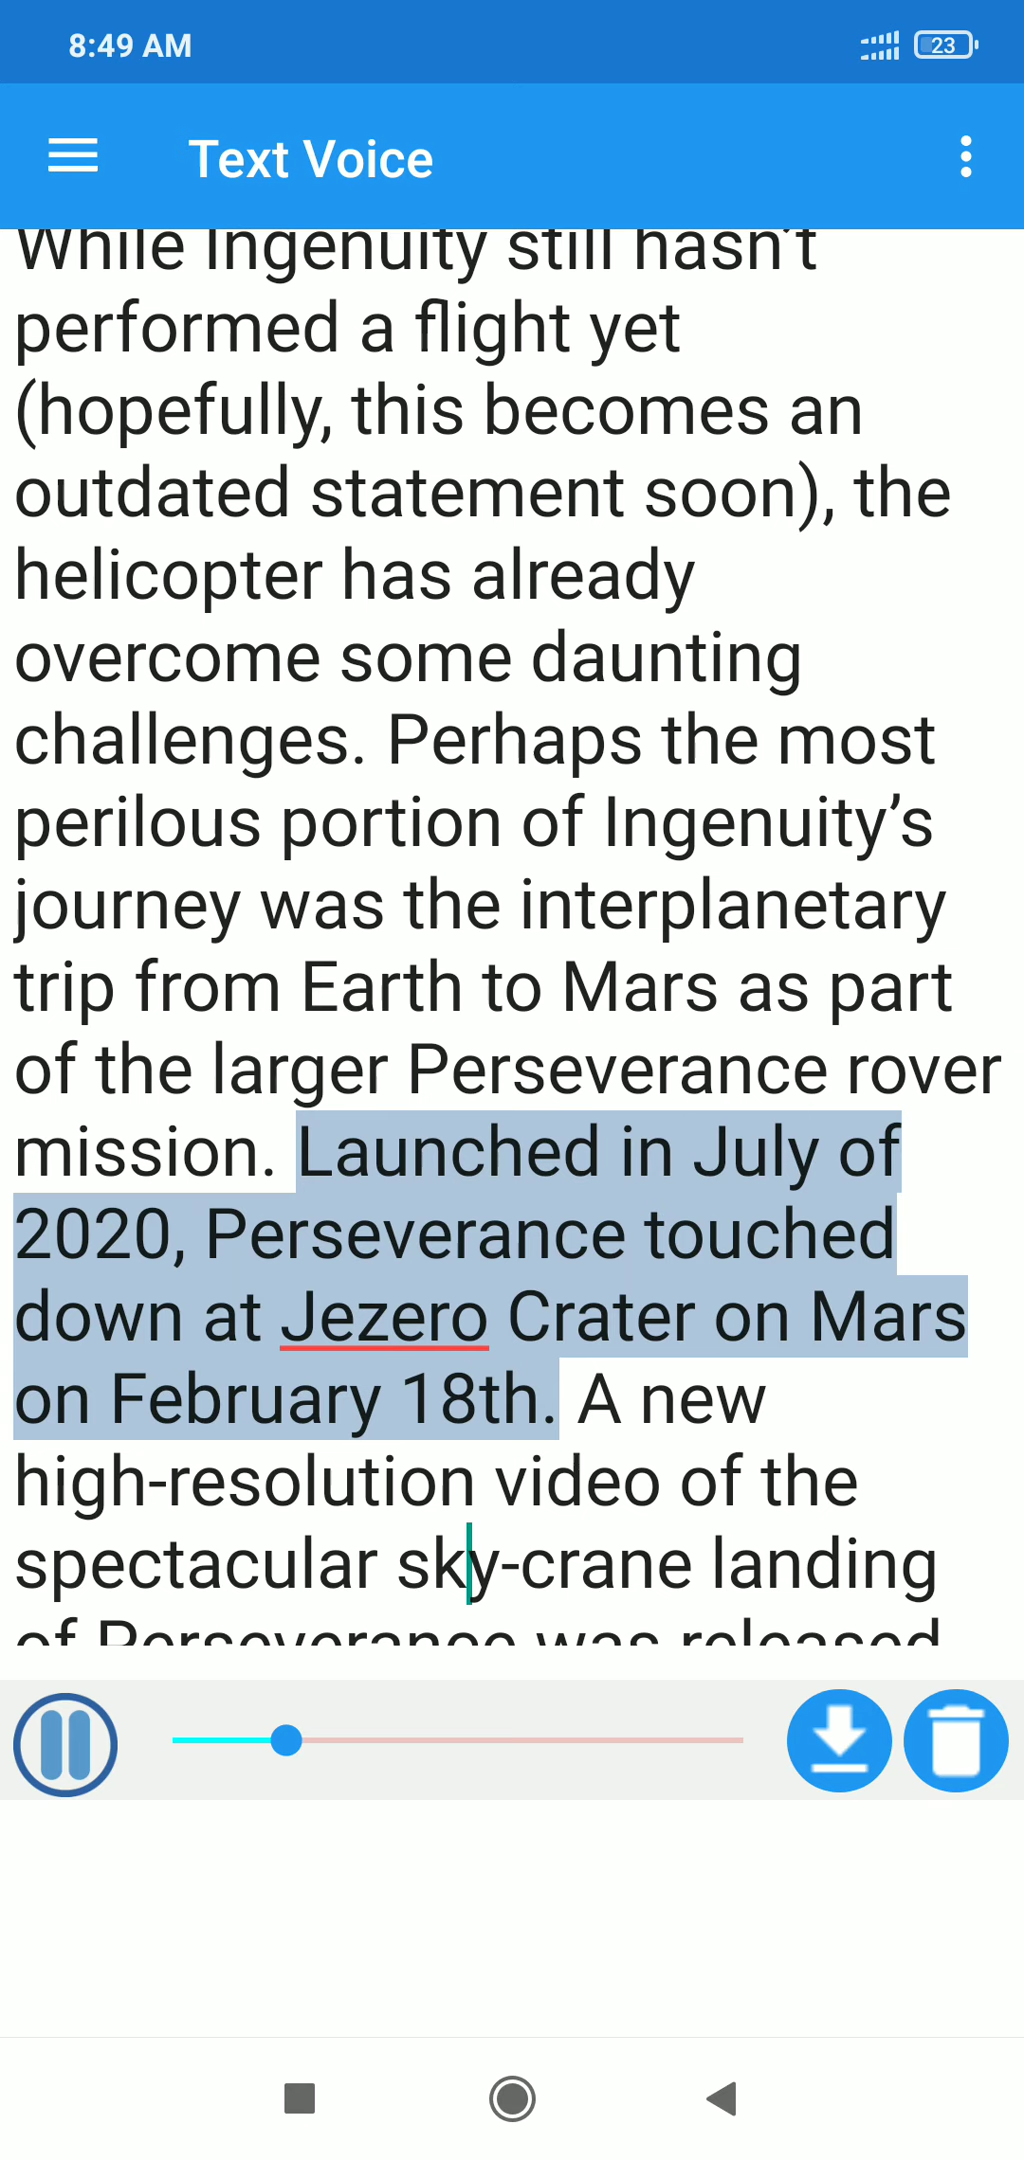 8:49 AM
23
Text Voice
While Ingenuity still hasn't
performed a flight yet
(hopefully, this becomes an
outdated statement soon), the
helicopter has already
overcome some daunting
challenges. Perhaps the most
perilous portion of Ingenuity’s
journey was the interplanetary
trip from Earth to Mars as part
of the larger Perseverance rover
mission. Launched in July of
2020, Perseverance touched
down at Jezero Crater on Mars
on February 18th. A new
high-resolution video of the
spectacular sky-crane landing
of Perseverance was released